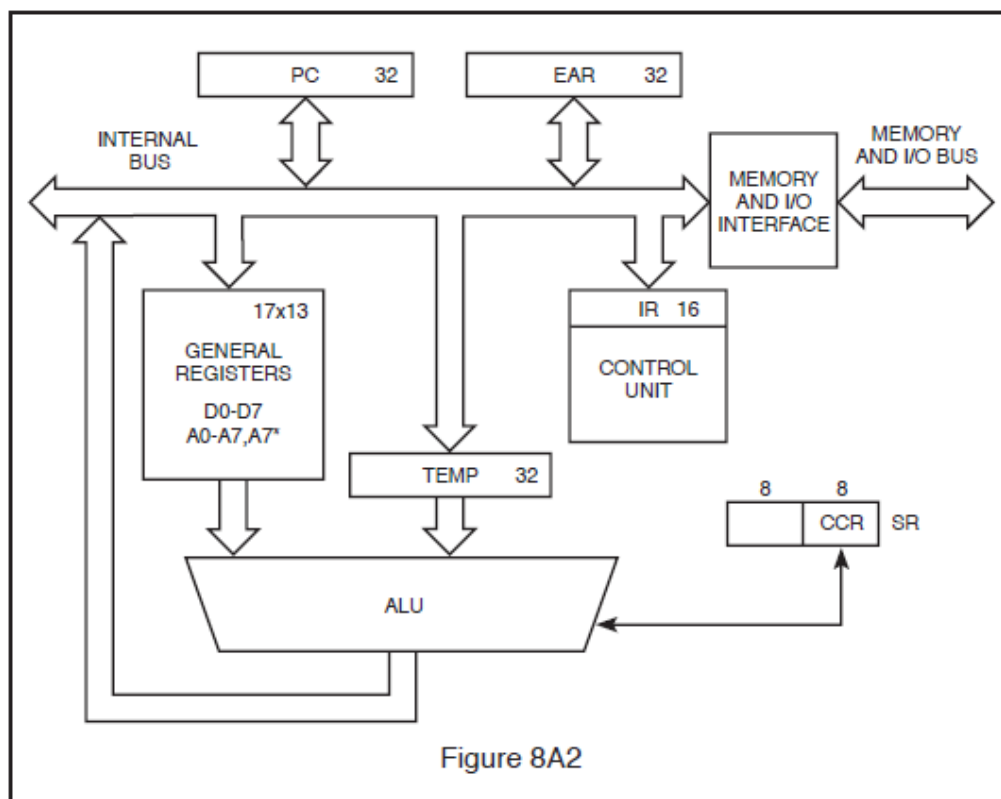 PC 32
EAR 32
INTERNAL
BUS
MEMORY
AND I/O BUS
MEMORY
AND I/O
INTERFACE
17x13
GENERAL
REGISTERS
D0-D7
A0-A7,A7*
IR 16
CONTROL
UNIT
TEMP 32
8 8
CCR SR
ALU
Figure 8A2